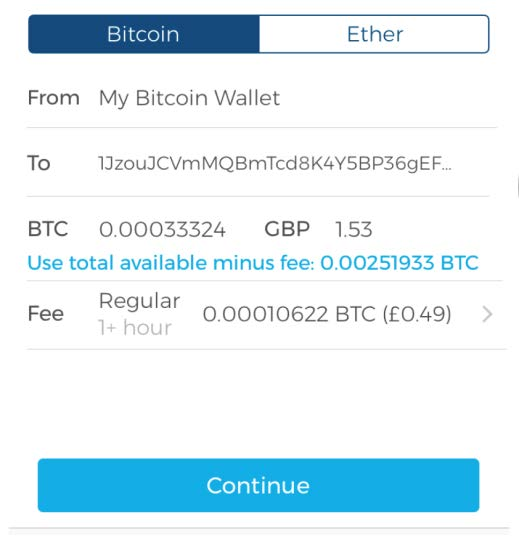 Bitcoin Ether
From My Bitcoin Wallet
To 1JzouJCVmMQBmTcd8K4Y5BP36gEF...
BTC 0.00033324 GBP 1.53
Use total available minus fee: 0.00251933 BTC
Fee Regular 0.00010622 BTC (£0.49)
1+ hour
Continue